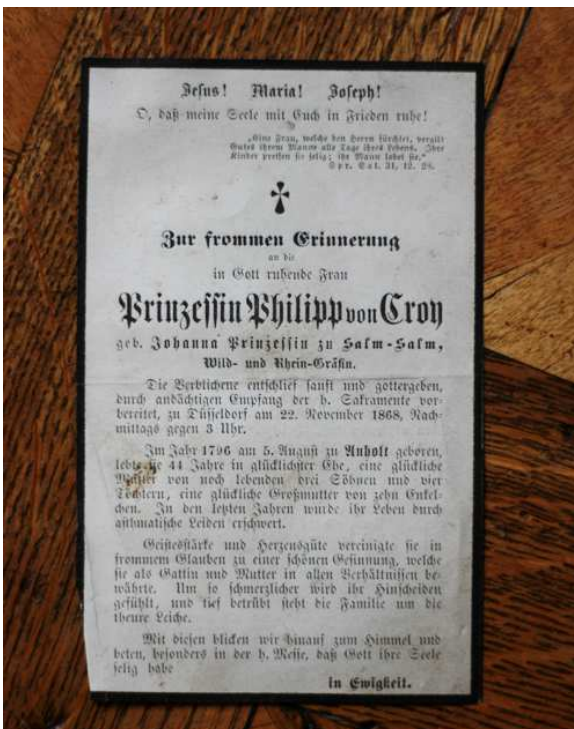 Jesus! Maria! Joseph!
O, daß meine Seele mit Euch in Frieden ruhe!
„Eine Frau, welche den Herrn fürchtet, vergilt
Gutes ihrem Manne alle Tage ihres Lebens. Ihre
Kinder preisen sie selig; ihr Mann lobet sie.“
Spr. Sal. 31, 12. 28.
Zur frommen Erinnerung
an die
in Gott ruhende Frau
Prinzessin Philipp von Croy
geb. Johanna Prinzessin zu Salm-Salm,
Wild- und Rhein-Gräfin.
Die Verblichene entschlief sanft und gottergeben,
durch andächtigen Empfang der h. Sakramente vor-
bereitet, zu Düsseldorf am 22. November 1868, Nach-
mittags gegen 3 Uhr.
Im Jahr 1796 am 5. August zu Anholt geboren,
lebte sie 44 Jahre in glücklichster Ehe, eine glückliche
Mutter von noch lebenden drei Söhnen und vier
Töchtern, eine glückliche Großmutter von zehn Enkel-
chen. In den letzten Jahren wurde ihr Leben durch
asthmatische Leiden erschwert.
Geistesstärke und Herzensgüte vereinigte sie in
frommem Glauben zu einer schönen Gesinnung, welche
sie als Gattin und Mutter in allen Verhältnissen be-
währte. Um so schmerzlicher wird ihr Hinscheiden
gefühlt, und tief betrübt steht die Familie um die
theure Leiche.
Mit diesen blicken wir hinauf zum Himmel und
beten, besonders in der h. Messe, daß Gott ihre Seele
selig habe
in Ewigkeit.